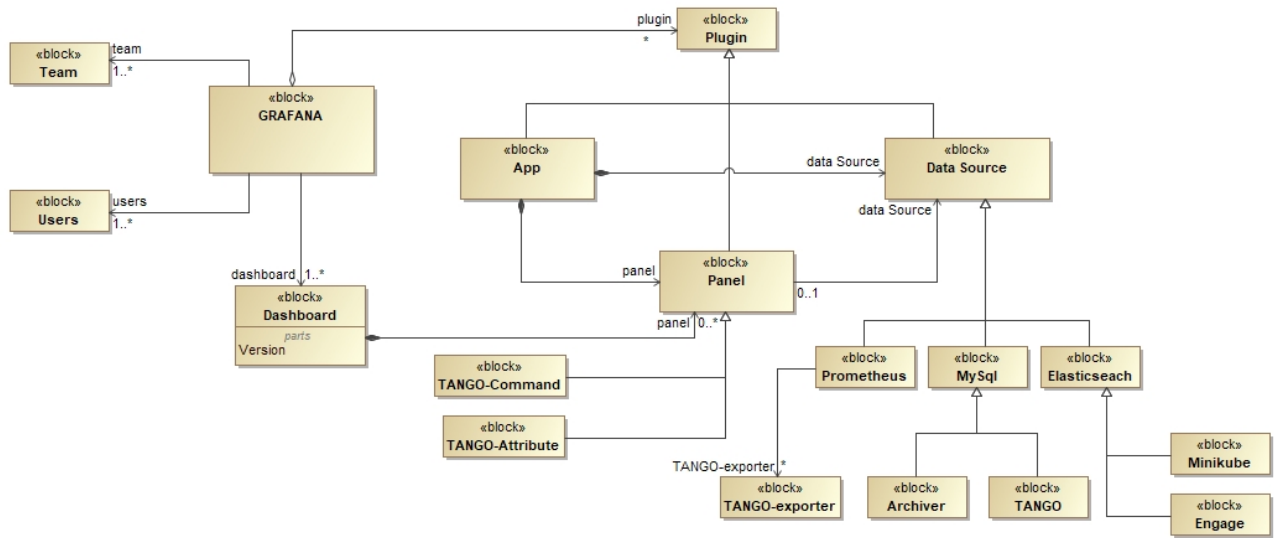 «block»
Plugin
plugin
*
«block»
Team
team
1..*
«block»
GRAFANA
«block»
App
data Source
«block»
Data Source
data Source
«block»
Users
users
1..*
dashboard 1..*
panel
«block»
Panel
0..1
«block»
Dashboard
parts
Version
panel 0..*
«block»
TANGO-Command
«block»
TANGO-Attribute
«block»
Prometheus
«block»
MySql
«block»
Elasticseach
TANGO-exporter *
«block»
TANGO-exporter
«block»
Archiver
«block»
TANGO
«block»
Minikube
«block»
Engage